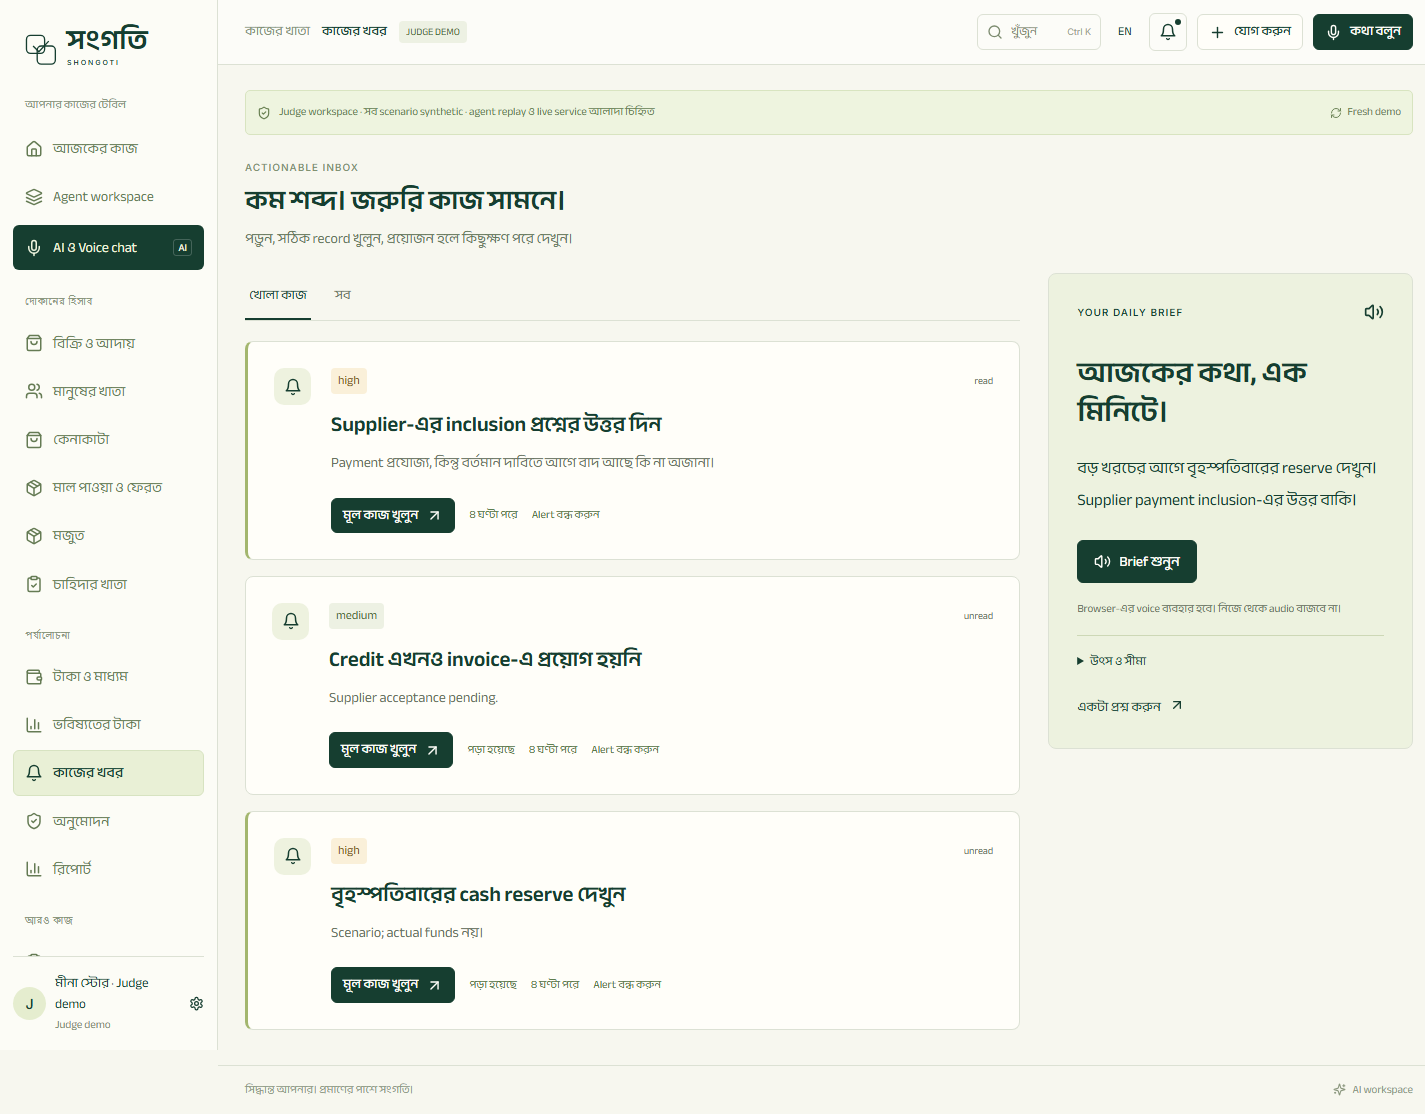 সংগতি
SHONGOTI
আপনার কাজের টেবিল
আজকের কাজ
Agent workspace
AI ও Voice chat
AI
দোকানের হিসাব
বিক্রি ও আদায়
মানুষের খাতা
কেনাকাটা
মাল পাওয়া ও ফেরত
মজুত
চাহিদার খাতা
পর্যালোচনা
টাকা ও মাধ্যম
ভবিষ্যতের টাকা
কাজের খবর
অনুমোদন
রিপোর্ট
আরও কাজ
J
মীনা স্টোর · Judge
demo
Judge demo
কাজের খাতা কাজের খবর JUDGE DEMO
খুঁজুন Ctrl K
EN
যোগ করুন
কথা বলুন
Judge workspace · সব scenario synthetic · agent replay ও live service আলাদা চিহ্নিত
Fresh demo
ACTIONABLE INBOX
কম শব্দ। জরুরি কাজ সামনে।
পড়ুন, সঠিক record খুলুন, প্রয়োজন হলে কিছুক্ষণ পরে দেখুন।
খোলা কাজ সব
high read
Supplier-এর inclusion প্রশ্নের উত্তর দিন
Payment প্রযোজ্য, কিন্তু বর্তমান দাবিতে আগে বাদ আছে কি না অজানা।
মূল কাজ খুলুন ৪ ঘণ্টা পরে Alert বন্ধ করুন
medium unread
Credit এখনও invoice-এ প্রয়োগ হয়নি
Supplier acceptance pending.
মূল কাজ খুলুন পড়া হয়েছে ৪ ঘণ্টা পরে Alert বন্ধ করুন
high unread
বৃহস্পতিবারের cash reserve দেখুন
Scenario; actual funds নয়।
মূল কাজ খুলুন পড়া হয়েছে ৪ ঘণ্টা পরে Alert বন্ধ করুন
YOUR DAILY BRIEF
আজকের কথা, এক
মিনিটে।
বড় খরচের আগে বৃহস্পতিবারের reserve দেখুন।
Supplier payment inclusion-এর উত্তর বাকি।
Brief শুনুন
Browser-এর voice ব্যবহার হবে। নিজে থেকে audio বাজবে না।
উৎস ও সীমা
একটা প্রশ্ন করুন
সিদ্ধান্ত আপনার। প্রমাণের পাশে সংগতি।
AI workspace